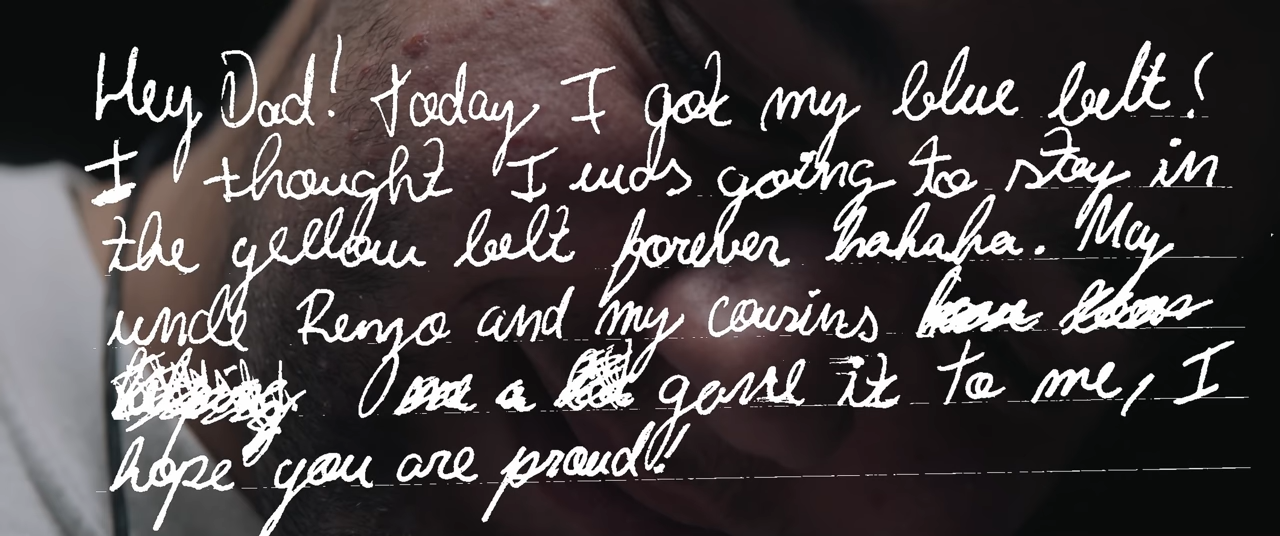 Hey Dad! Today I got my blue belt!
I thought I was going to stay in
the yellow belt forever hahaha. My
uncle Renzo and my cousins
gave it to me, I
hope you are proud!